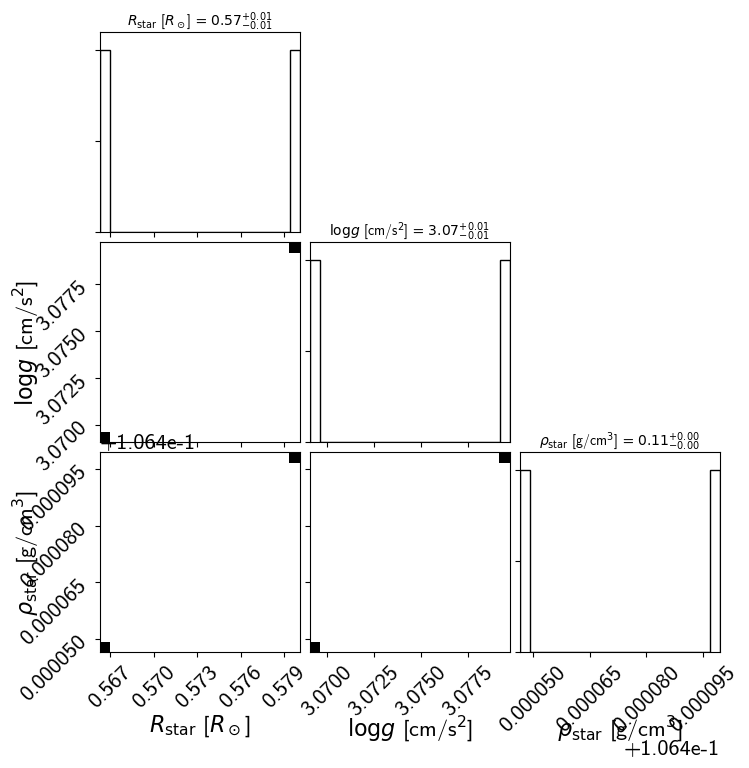 R_star [R_⊙] = 0.57^{+0.01}_{-0.01}
log g [cm/s²] = 3.07^{+0.01}_{-0.01}
log g [cm/s²]
3.0775
3.0750
3.0725
3.0700
+1.064e-1
ρ_star [g/cm³] = 0.11^{+0.00}_{-0.00}
ρ_star [g/cm³]
0.000095
0.000080
0.000065
0.000050
0.567 0.570 0.573 0.576 0.579
3.0700 3.0725 3.0750 3.0775
0.000050 0.000065 0.000080 0.000095
R_star [R_⊙]
log g [cm/s²]
ρ_star [g/cm³]
+1.064e-1